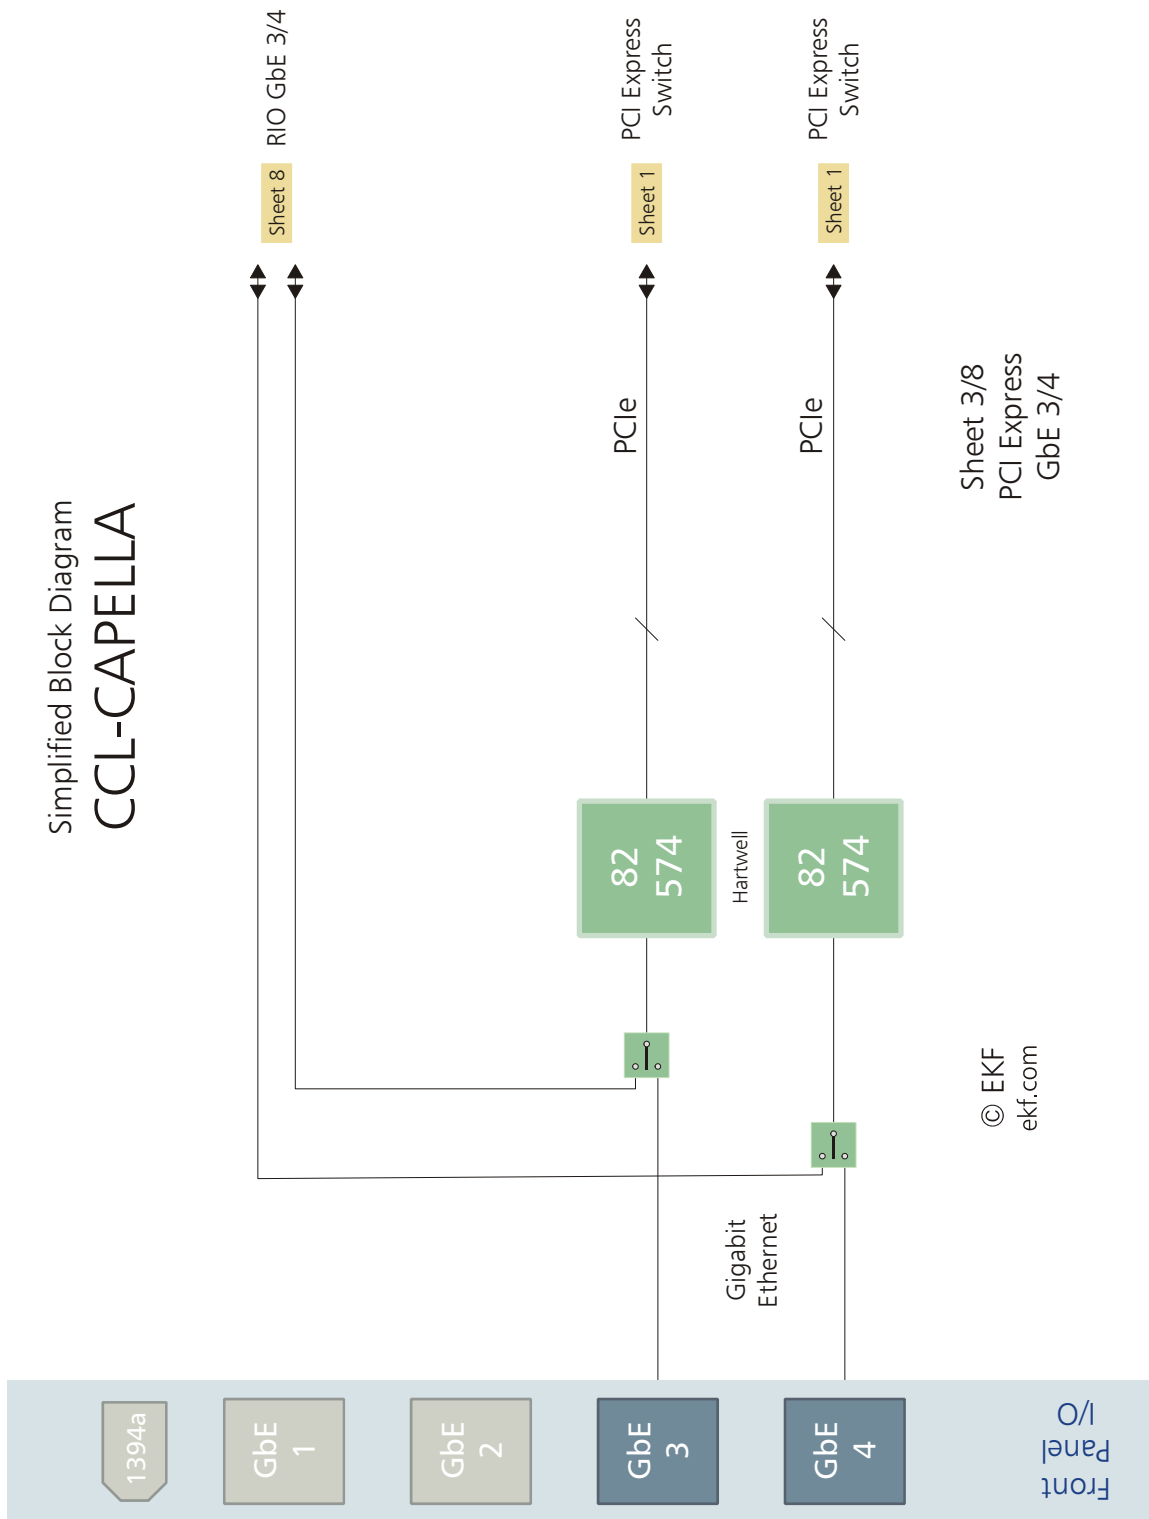 Simplified Block Diagram
CCL-CAPELLA
1394a
GbE
1
GbE
2
GbE
3
GbE
4
Front
Panel
I/O
Gigabit
Ethernet
82
574
Hartwell
82
574
PCIe
PCIe
Sheet 8
RIO GbE 3/4
Sheet 1
PCI Express
Switch
Sheet 1
PCI Express
Switch
© EKF
ekf.com
Sheet 3/8
PCI Express
GbE 3/4